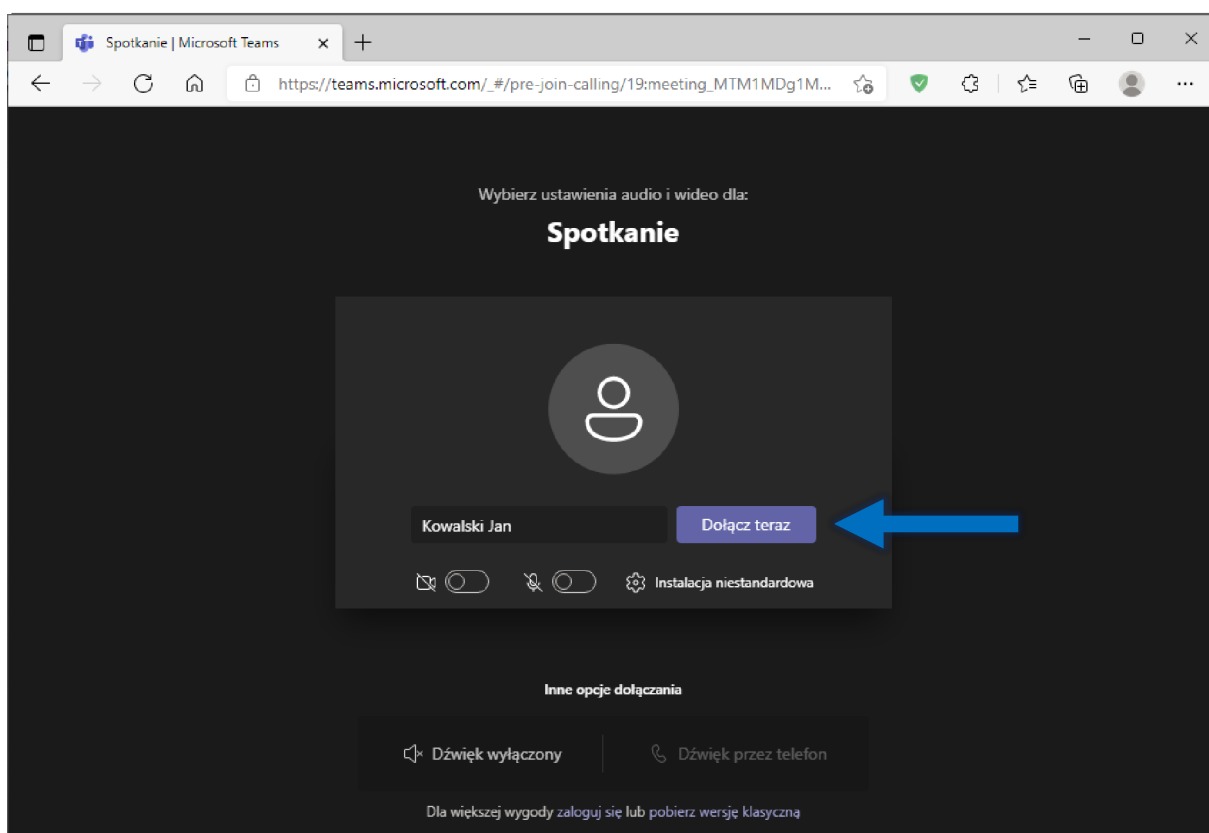 Spotkanie | Microsoft Teams
https://teams.microsoft.com/_#/pre-join-calling/19:meeting_MTM1MDg1M...
Wybierz ustawienia audio i wideo dla:
Spotkanie
Kowalski Jan
Dołącz teraz
Instalacja niestandardowa
Inne opcje dołączania
Dźwięk wyłączony
Dźwięk przez telefon
Dla większej wygody zaloguj się lub pobierz wersję klasyczną